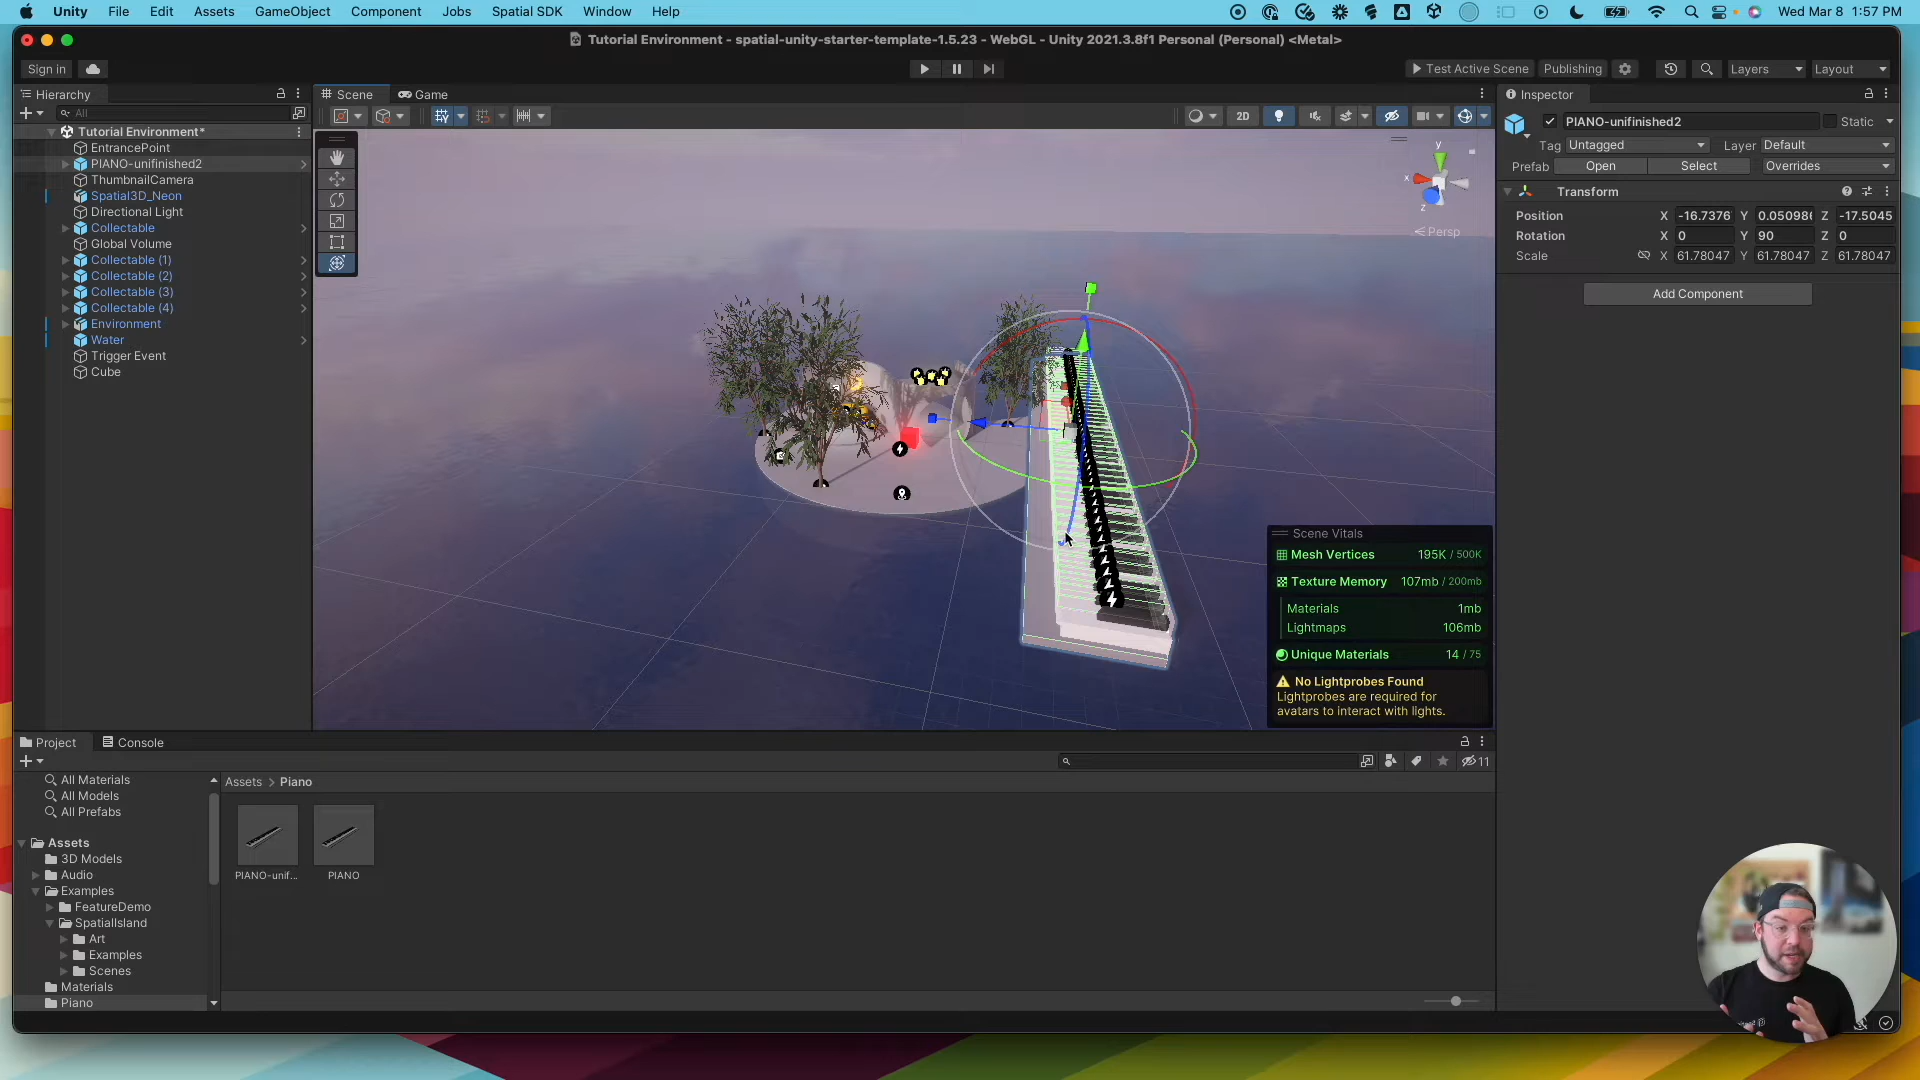 Unity File Edit Assets GameObject Component Jobs Spatial SDK Window Help Wed Mar 8 1:57 PM
Tutorial Environment - spatial-unity-starter-template-1.5.23 - WebGL - Unity 2021.3.8f1 Personal (Personal) <Metal>
Sign in Test Active Scene Publishing Layers Layout
Hierarchy
All
Tutorial Environment*
EntrancePoint
PIANO-unifinished2
ThumbnailCamera
Spatial3D_Neon
Directional Light
Collectable
Global Volume
Collectable (1)
Collectable (2)
Collectable (3)
Collectable (4)
Environment
Water
Trigger Event
Cube
Scene Game
2D
y
x
z
Persp
Scene Vitals
Mesh Vertices 195K / 500K
Texture Memory 107mb / 200mb
Materials 1mb
Lightmaps 106mb
Unique Materials 14 / 75
No Lightprobes Found
Lightprobes are required for
avatars to interact with lights.
Inspector
PIANO-unifinished2 Static
Tag Untagged Layer Default
Prefab Open Select Overrides
Transform
Position X -16.7376 Y 0.050986 Z -17.5045
Rotation X 0 Y 90 Z 0
Scale X 61.78047 Y 61.78047 Z 61.78047
Add Component
Project Console
11
All Materials
All Models
All Prefabs
Assets
3D Models
Audio
Examples
FeatureDemo
SpatialIsland
Art
Examples
Scenes
Materials
Piano
Assets > Piano
PIANO-unif... PIANO